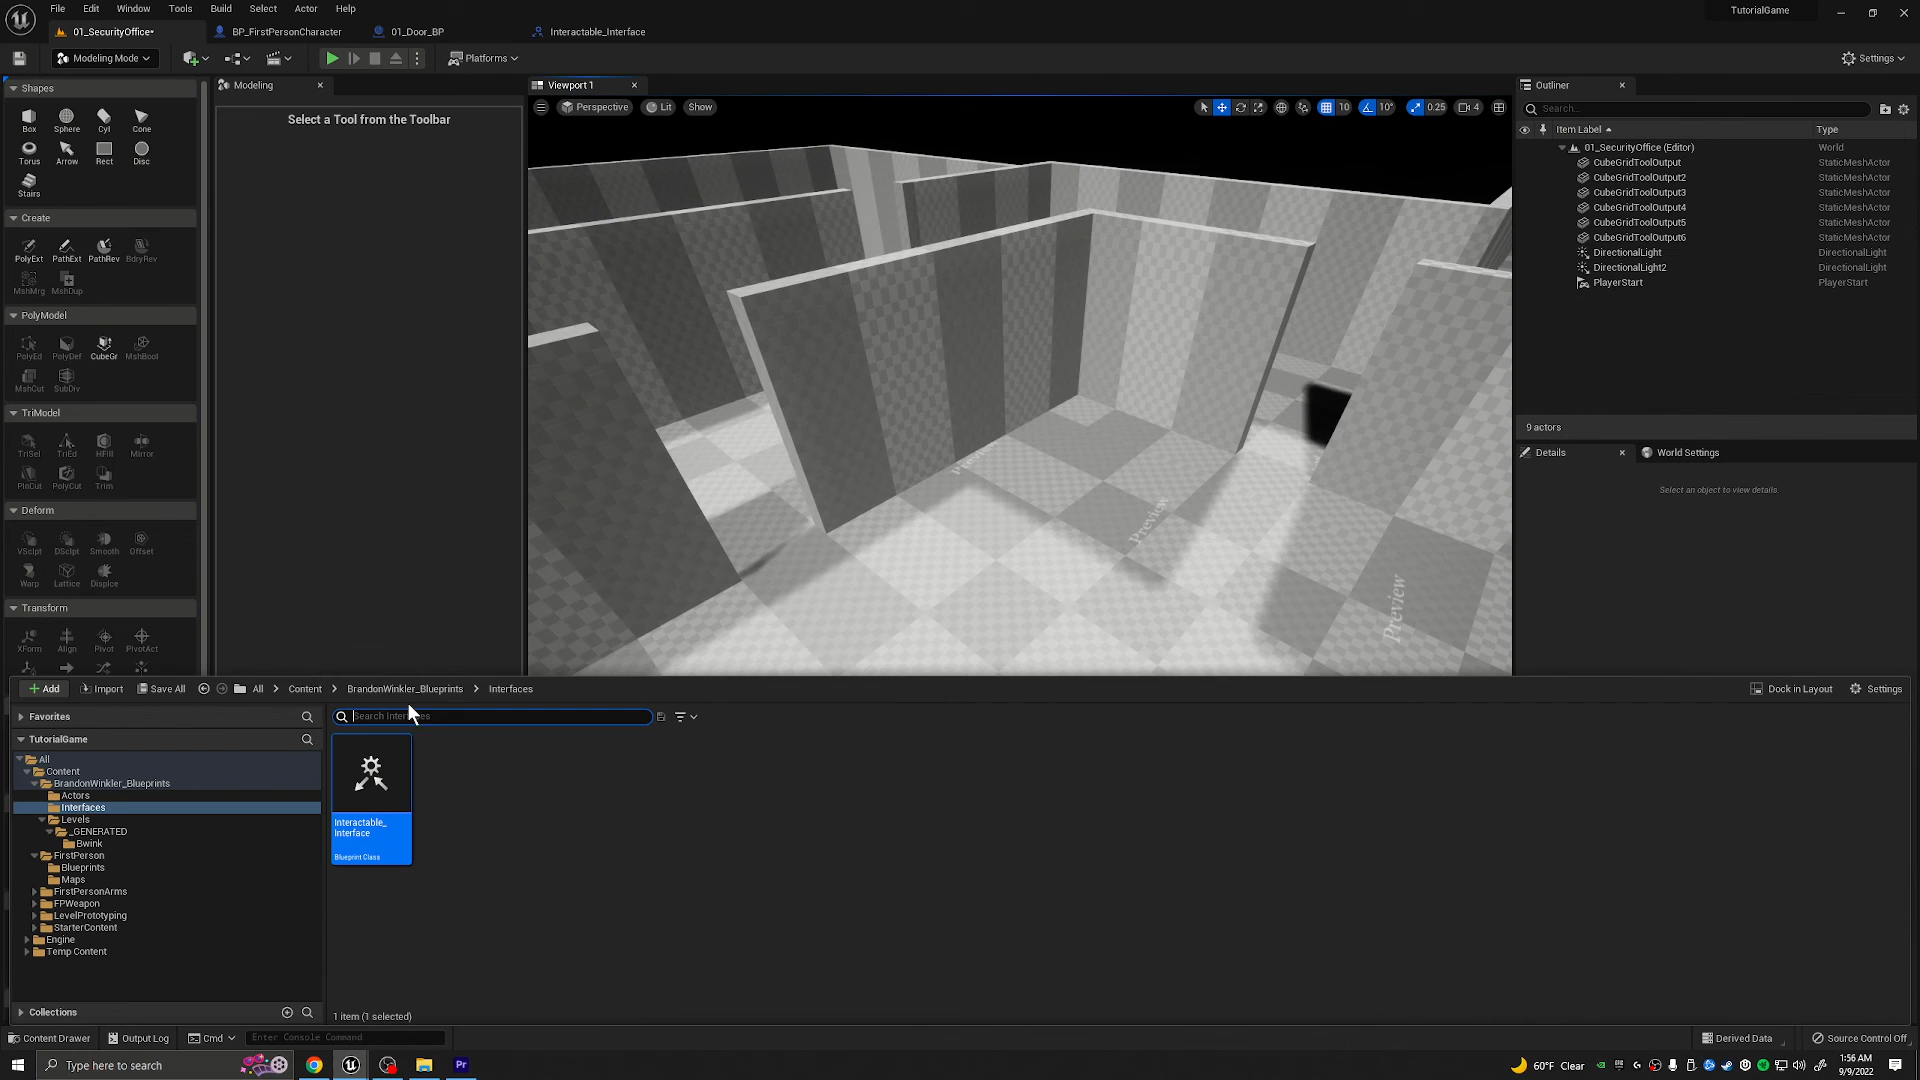 File Edit Window Tools Build Select Actor Help
TutorialGame
01_SecurityOffice•
BP_FirstPersonCharacter
01_Door_BP
Interactable_Interface
Modeling Mode
Platforms
Settings
Shapes
Box Sphere Cyl Cone
Torus Arrow Rect Disc
Stairs
Create
PolyExt PathExt PathRev BdryRev
MshMrg MshDup
PolyModel
PolyEd PolyDef CubeGr MshBool
MshCut SubDiv
TriModel
TriSel TriEd HFill Mirror
PlnCut PolyCut Trim
Deform
VSclpt DSclpt Smooth Offset
Warp Lattice Displce
Transform
XForm Align Pivot PivotAct
Modeling
Select a Tool from the Toolbar
Viewport 1
Perspective Lit Show
10 10° 0.25 4
Preview
Preview
Outliner
Search...
Item Label Type
01_SecurityOffice (Editor) World
CubeGridToolOutput StaticMeshActor
CubeGridToolOutput2 StaticMeshActor
CubeGridToolOutput3 StaticMeshActor
CubeGridToolOutput4 StaticMeshActor
CubeGridToolOutput5 StaticMeshActor
CubeGridToolOutput6 StaticMeshActor
DirectionalLight DirectionalLight
DirectionalLight2 DirectionalLight
PlayerStart PlayerStart
9 actors
Details
World Settings
Select an object to view details.
Add Import Save All All Content BrandonWinkler_Blueprints Interfaces
Dock in Layout Settings
Favorites
TutorialGame
All
Content
BrandonWinkler_Blueprints
Actors
Interfaces
Levels
_GENERATED
Bwink
FirstPerson
Blueprints
Maps
FirstPersonArms
FPWeapon
LevelPrototyping
StarterContent
Engine
Temp Content
Collections
Search Interfaces
Interactable_
Interface
Blueprint Class
1 item (1 selected)
Content Drawer Output Log Cmd Enter Console Command
Derived Data Source Control Off
Type here to search
Pr
60°F Clear
1:56 AM
9/9/2022